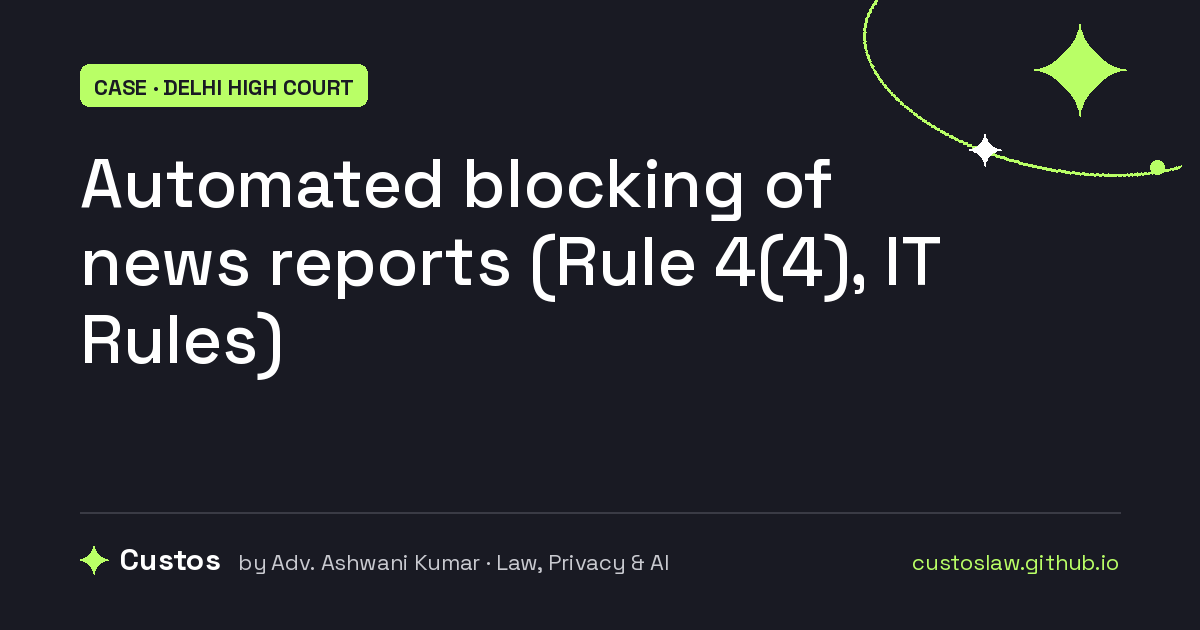 CASE · DELHI HIGH COURT
Automated blocking of
news reports (Rule 4(4), IT
Rules)
Custos by Adv. Ashwani Kumar · Law, Privacy & AI
custoslaw.github.io